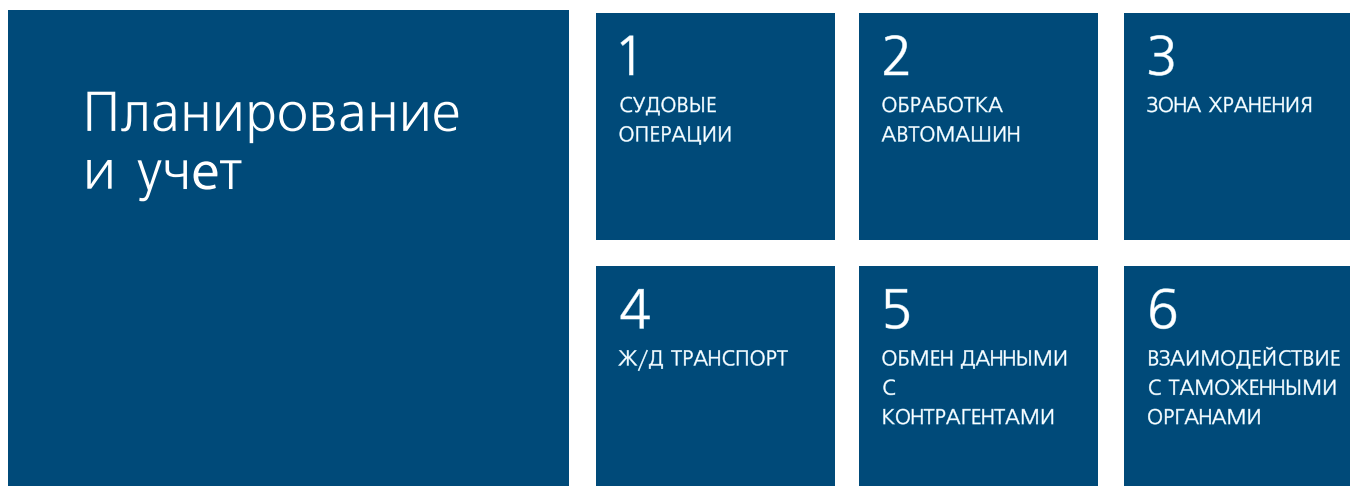 Планирование
и учет
1
СУДОВЫЕ
ОПЕРАЦИИ
2
ОБРАБОТКА
АВТОМАШИН
3
ЗОНА ХРАНЕНИЯ
4
Ж/Д ТРАНСПОРТ
5
ОБМЕН ДАННЫМИ
С
КОНТРАГЕНТАМИ
6
ВЗАИМОДЕЙСТВИЕ
С ТАМОЖЕННЫМИ
ОРГАНАМИ